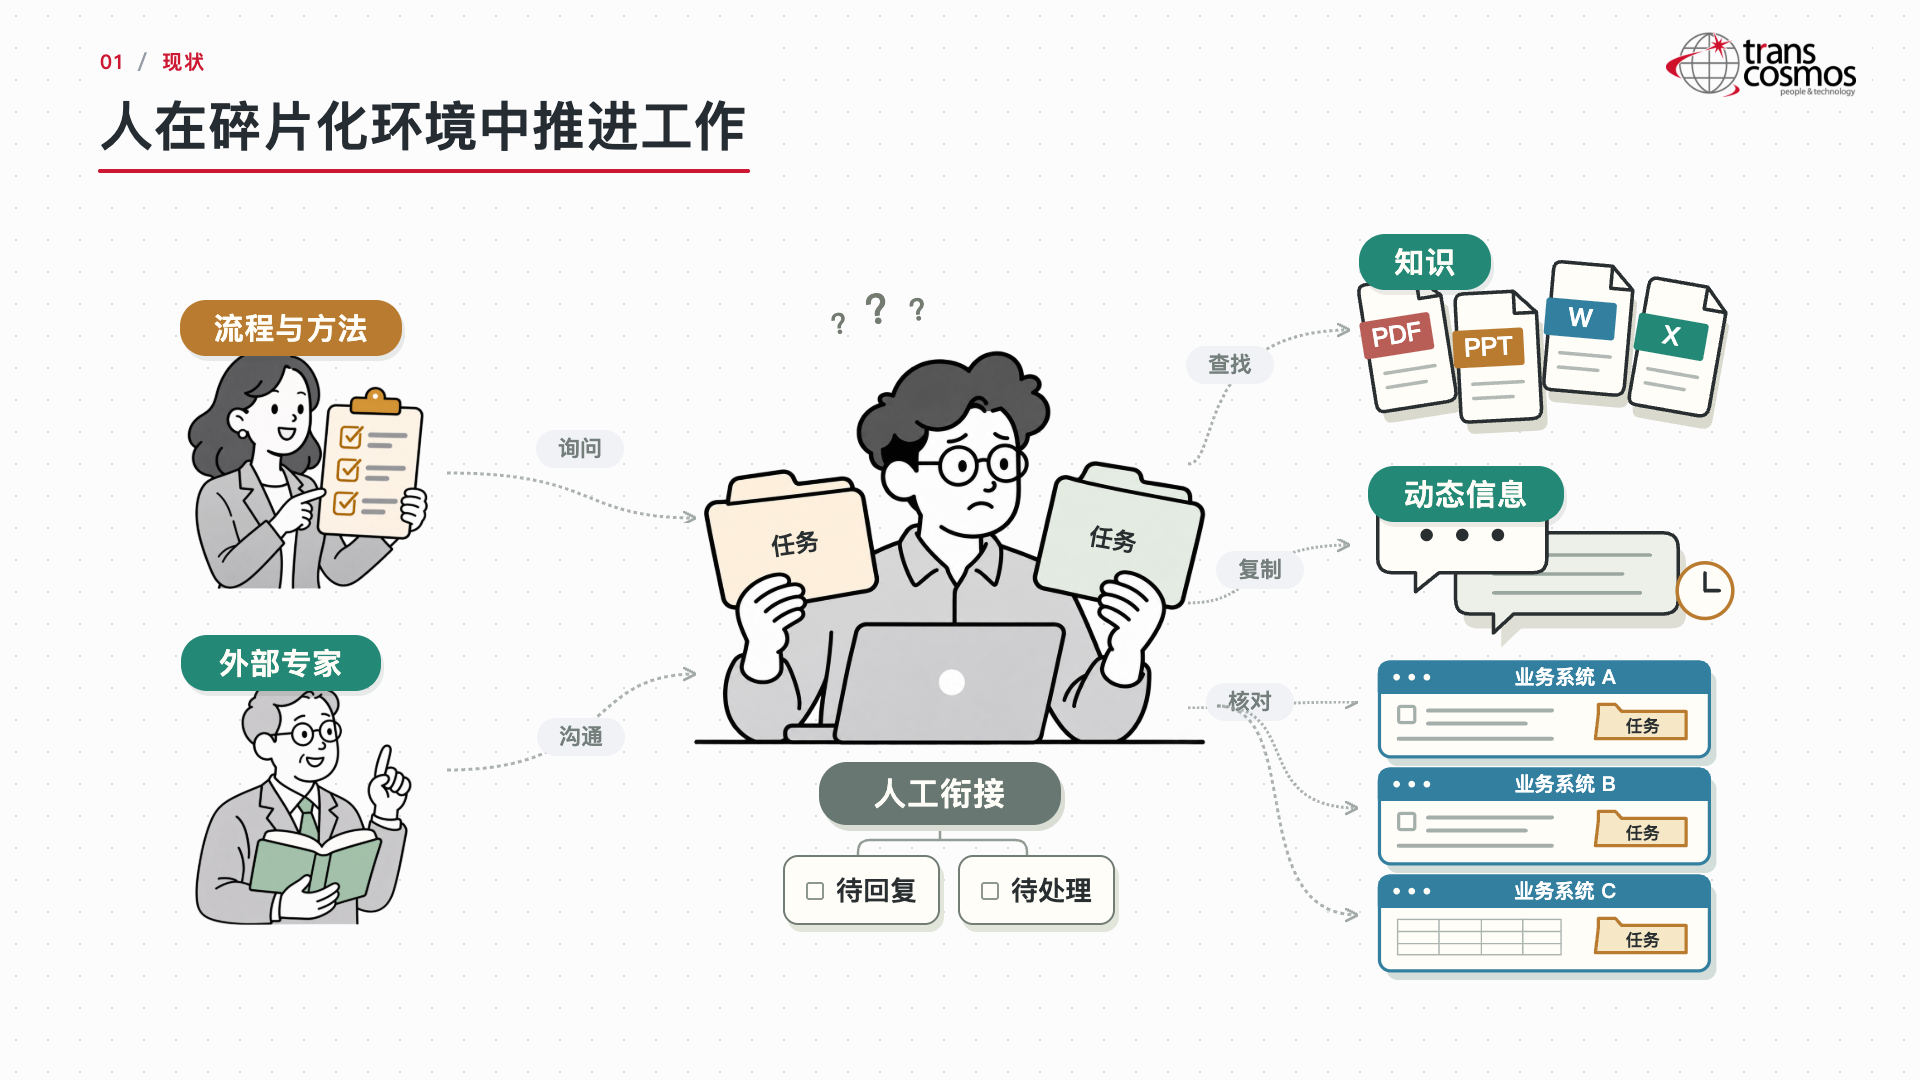 01 / 现状
人在碎片化环境中推进工作
trans
cosmos
people & technology
流程与方法
询问
外部专家
沟通
? ? ?
任务
任务
人工衔接
待回复
待处理
查找
复制
核对
知识
PDF
PPT
W
X
动态信息
业务系统 A
任务
业务系统 B
任务
业务系统 C
任务